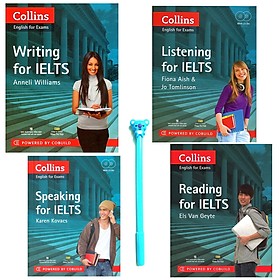 Collins
English for Exams
Writing
for IELTS
Anneli Williams
POWERED BY COBUILD
Collins
English for Exams
Listening
for IELTS
Fiona Aish &
Jo Tomlinson
POWERED BY COBUILD
Collins
English for Exams
Speaking
for IELTS
Karen Kovacs
POWERED BY COBUILD
Collins
English for Exams
Reading
for IELTS
Els Van Geyte
POWERED BY COBUILD